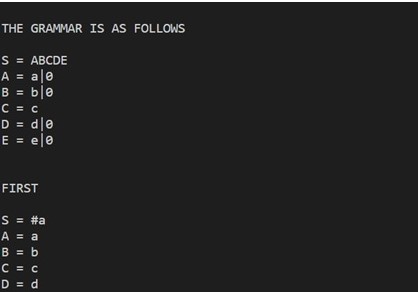 THE GRAMMAR IS AS FOLLOWS
S = ABCDE
A = a|0
B = b|0
C = c
D = d|0
E = e|0
FIRST
S = #a
A = a
B = b
C = c
D = d